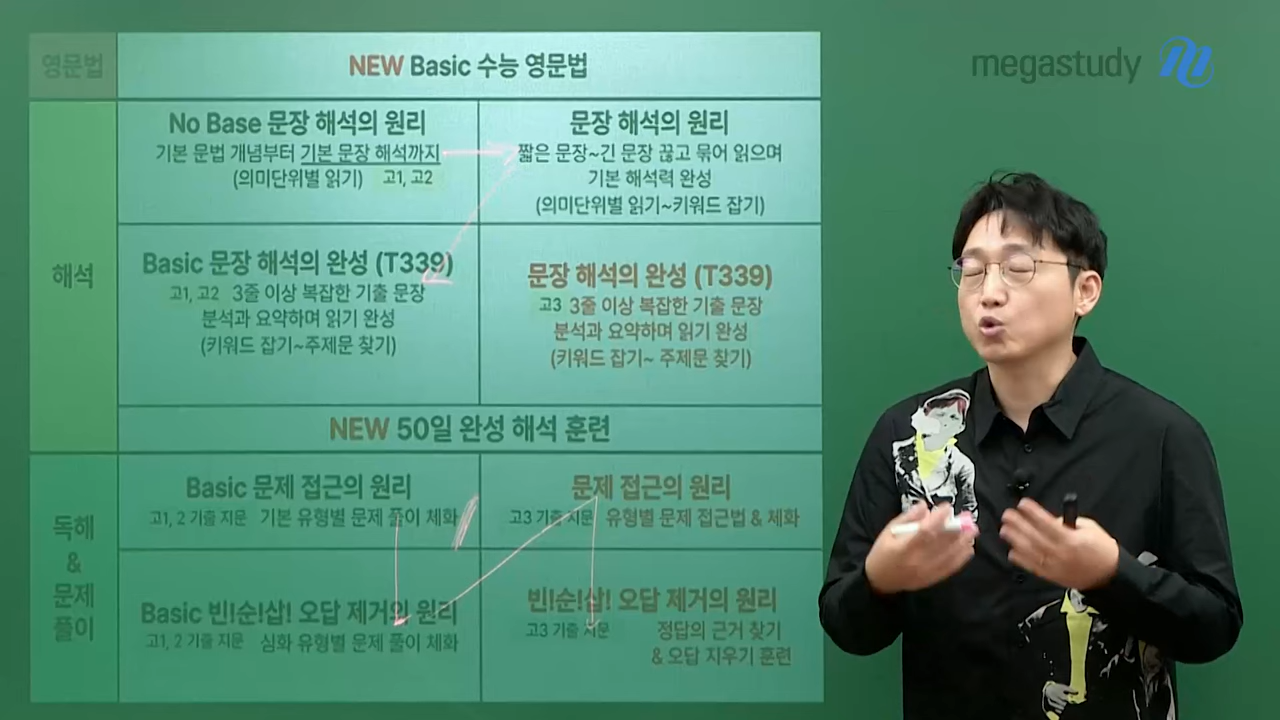 영문법
NEW Basic 수능 영문법
megastudy
해석
No Base 문장 해석의 원리
기본 문법 개념부터 기본 문장 해석까지
(의미단위별 읽기) 고1, 고2
문장 해석의 원리
짧은 문장~긴 문장 끊고 묶어 읽으며
기본 해석력 완성
(의미단위별 읽기~키워드 잡기)
Basic 문장 해석의 완성 (T339)
고1, 고2 3줄 이상 복잡한 기출 문장
분석과 요약하며 읽기 완성
(키워드 잡기~주제문 찾기)
문장 해석의 완성 (T339)
고3 3줄 이상 복잡한 기출 문장
분석과 요약하며 읽기 완성
(키워드 잡기~ 주제문 찾기)
NEW 50일 완성 해석 훈련
독해
&
문제
풀이
Basic 문제 접근의 원리
고1, 2 기출 지문 기본 유형별 문제 풀이 체화
문제 접근의 원리
고3 기출 지문 유형별 문제 접근법 & 체화
Basic 빈!순!삽! 오답 제거의 원리
고1, 2 기출 지문 심화 유형별 문제 풀이 체화
빈!순!삽! 오답 제거의 원리
고3 기출 지문 정답의 근거 찾기
& 오답 지우기 훈련